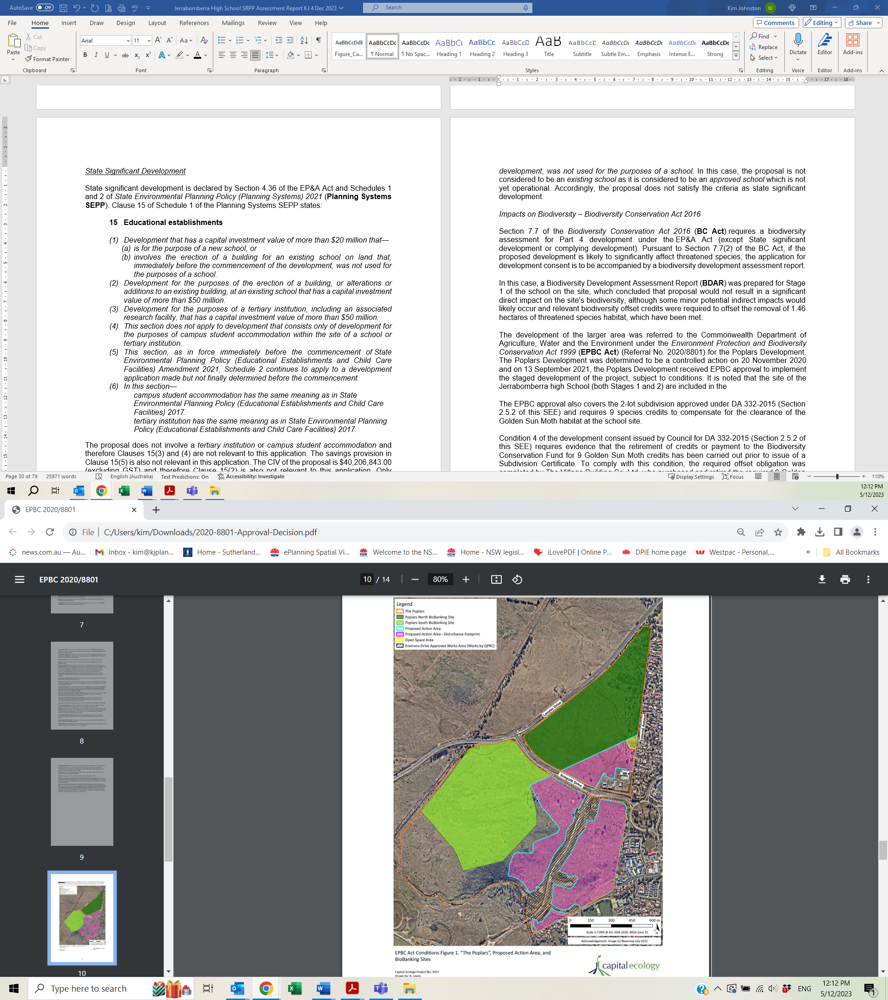 AutoSave Off
Jerrabomberra High School SRPP Assessment Report KJ 4 Dec 2023
Search
Kim Johnston KJ
File Home Insert Draw Design Layout References Mailings Review View Help
Comments Editing Share
Paste
Cut
Copy
Format Painter
Clipboard
Arial 11
Font
Paragraph
AaBbCcDdE AaBbCcDc AaBbCcDc AaBbCc AaBbCc AaBbCcD AaB AaBbCcD AaBbCcDc AaBbCcDc AaBbCcDc AaBbCcDc
Figure_Ca... ¶ Normal ¶ No Spac... Heading 1 Heading 2 Heading 3 Title Subtitle Subtle Em... Emphasis Intense E... Strong
Styles
Find
Replace
Select
Editing
Dictate
Voice
Editor
Editor
Add-ins
Add-ins
State Significant Development
State significant development is declared by Section 4.36 of the EP&A Act and Schedules 1
and 2 of State Environmental Planning Policy (Planning Systems) 2021 (Planning Systems
SEPP). Clause 15 of Schedule 1 of the Planning Systems SEPP states:
15 Educational establishments
(1) Development that has a capital investment value of more than $20 million that—
(a) is for the purpose of a new school, or
(b) involves the erection of a building for an existing school on land that,
immediately before the commencement of the development, was not used for
the purposes of a school.
(2) Development for the purposes of the erection of a building, or alterations or
additions to an existing building, at an existing school that has a capital investment
value of more than $50 million.
(3) Development for the purposes of a tertiary institution, including an associated
research facility, that has a capital investment value of more than $50 million.
(4) This section does not apply to development that consists only of development for
the purposes of campus student accommodation within the site of a school or
tertiary institution.
(5) This section, as in force immediately before the commencement of State
Environmental Planning Policy (Educational Establishments and Child Care
Facilities) Amendment 2021, Schedule 2 continues to apply to a development
application made but not finally determined before the commencement.
(6) In this section—
campus student accommodation has the same meaning as in State
Environmental Planning Policy (Educational Establishments and Child Care
Facilities) 2017.
tertiary institution has the same meaning as in State Environmental Planning
Policy (Educational Establishments and Child Care Facilities) 2017.
The proposal does not involve a tertiary institution or campus student accommodation and
therefore Clauses 15(3) and (4) are not relevant to this application. The savings provision in
Clause 15(5) is also not relevant in this application. The CIV of the proposal is $40,206,843.00
(excluding GST) and therefore Clause 15(2) is also not relevant to this application. Only
development, was not used for the purposes of a school. In this case, the proposal is not
considered to be an existing school as it is considered to be an approved school which is not
yet operational. Accordingly, the proposal does not satisfy the criteria as state significant
development.
Impacts on Biodiversity – Biodiversity Conservation Act 2016
Section 7.7 of the Biodiversity Conservation Act 2016 (BC Act) requires a biodiversity
assessment for Part 4 development under the EP&A Act (except State significant
development or complying development). Pursuant to Section 7.7(2) of the BC Act, if the
proposed development is likely to significantly affect threatened species, the application for
development consent is to be accompanied by a biodiversity development assessment report.
In this case, a Biodiversity Development Assessment Report (BDAR) was prepared for Stage
1 of the school on the site, which concluded that proposal would not result in a significant
direct impact on the site's biodiversity, although some minor potential indirect impacts would
likely occur and relevant biodiversity offset credits were required to offset the removal of 1.46
hectares of threatened species habitat, which have been met.
The development of the larger area was referred to the Commonwealth Department of
Agriculture, Water and the Environment under the Environment Protection and Biodiversity
Conservation Act 1999 (EPBC Act) (Referral No. 2020/8801) for the Poplars Development.
The Poplars Development was determined to be a controlled action on 20 November 2020
and on 13 September 2021, the Poplars Development received EPBC approval to implement
the staged development of the project, subject to conditions. It is noted that the site of the
Jerrabomberra high School (both Stages 1 and 2) are included in the
The EPBC approval also covers the 2-lot subdivision approved under DA 332-2015 (Section
2.5.2 of this SEE) and requires 9 species credits to compensate for the clearance of the
Golden Sun Moth habitat at the school site.
Condition 4 of the development consent issued by Council for DA 332-2015 (Section 2.5.2 of
this SEE) requires evidence that the retirement of credits or payment to the Biodiversity
Conservation Fund for 9 Golden Sun Moth credits has been carried out prior to issue of a
Subdivision Certificate. To comply with this condition, the required offset obligation was
completed by The Village Building Co. Ltd, who purchased and retired the required 9 Golden
Page 30 of 79 25971 words English (Australia) Text Predictions: On Accessibility: Investigate
Display Settings Focus 110%
12:12 PM
5/12/2023
EPBC 2020/8801
File C:/Users/kim/Downloads/2020-8801-Approval-Decision.pdf
news.com.au — Au... Inbox - kim@kjplan... Home - Sutherland... ePlanning Spatial Vi... Welcome to the NS... Home - NSW legisl... iLovePDF | Online P... DPIE home page Westpac - Personal,... » All Bookmarks
EPBC 2020/8801
10 / 14 80%
7
8
9
10
Legend
The Poplars
Poplars North BioBanking Site
Poplars South BioBanking Site
Proposed Action Area
Proposed Action Area - Disturbance Footprint
Open Space Area
Environa Drive Approved Works Area (Works by QPRC)
Lanyon Drive
Tompsitt Drive
0 150 300 450 600 m
N
Scale 1:7,000 @ A3, GDA 2020, MGA Zone 55
Acknowledgement: Image (c) Nearmap July 2021
EPBC Act Conditions Figure 1. "The Poplars", Proposed Action Area, and
BioBanking Sites
Capital Ecology Project No: 3027
Drawn by: R. Speirs
capital ecology
Type here to search
ENG
12:12 PM
5/12/2023
1